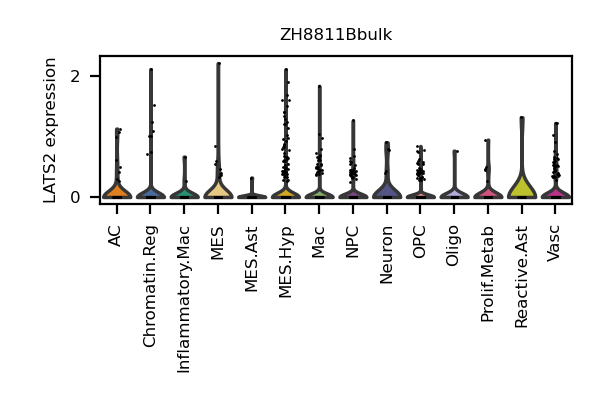 ZH8811Bbulk
LATS2 expression
2
0
AC
Chromatin.Reg
Inflammatory.Mac
MES
MES.Ast
MES.Hyp
Mac
NPC
Neuron
OPC
Oligo
Prolif.Metab
Reactive.Ast
Vasc